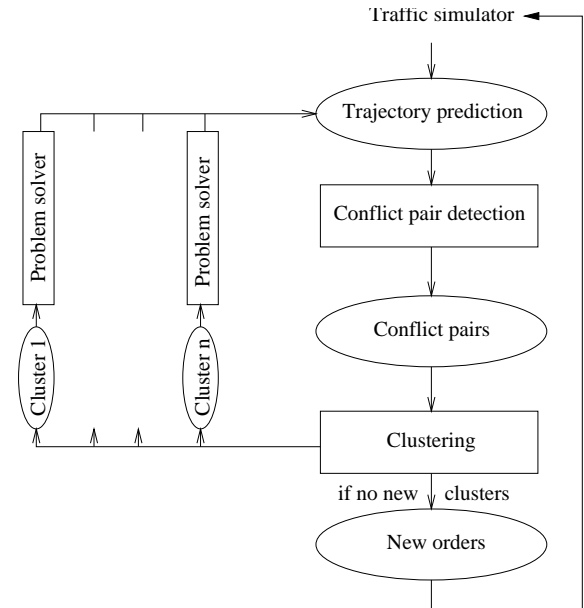 Traffic simulator
Trajectory prediction
Problem solver
Problem solver
Conflict pair detection
Cluster 1
Cluster n
Conflict pairs
Clustering
if no new clusters
New orders